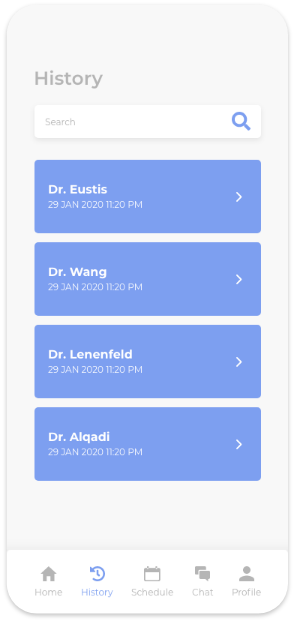 History
Search
Dr. Eustis
29 JAN 2020 11:20 PM
Dr. Wang
29 JAN 2020 11:20 PM
Dr. Lenenfeld
29 JAN 2020 11:20 PM
Dr. Alqadi
29 JAN 2020 11:20 PM
Home History Schedule Chat Profile